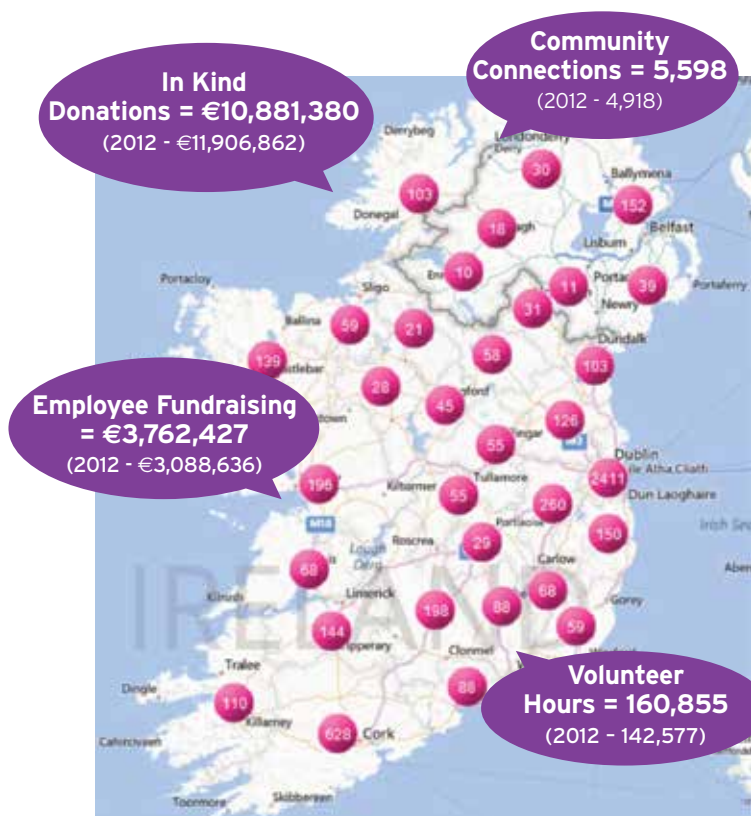 Community
Connections = 5,598
(2012 - 4,918)
In Kind
Donations = €10,881,380
(2012 - €11,906,862)
Derrybeg
Londonderry
Derry
30
Ballymena
103
152
Donegal
18
Belfast
Lisburn
10
Portacloy
11
39
Portaferry
Sligo
31
Newry
Ballina
59
21
Dundalk
58
139
103
28
45
Employee Fundraising
= €3,762,427
(2012 - €3,088,636)
126
55
Dublin
Tullamore
2411
196
Kiltormer
55
260
Dun Laoghaire
M18
Portlaoise
150
Irish Sea
Roscrea
29
Lough
Derg
68
Carlow
IRELAND
Kilrush
Limerick
68
Gorey
198
88
59
144
Tipperary
Clonmel
Tralee
Volunteer
Hours = 160,855
(2012 - 142,577)
Dingle
88
110
Killarney
628
Cork
Cahirciveen
Toormore
Skibbereen